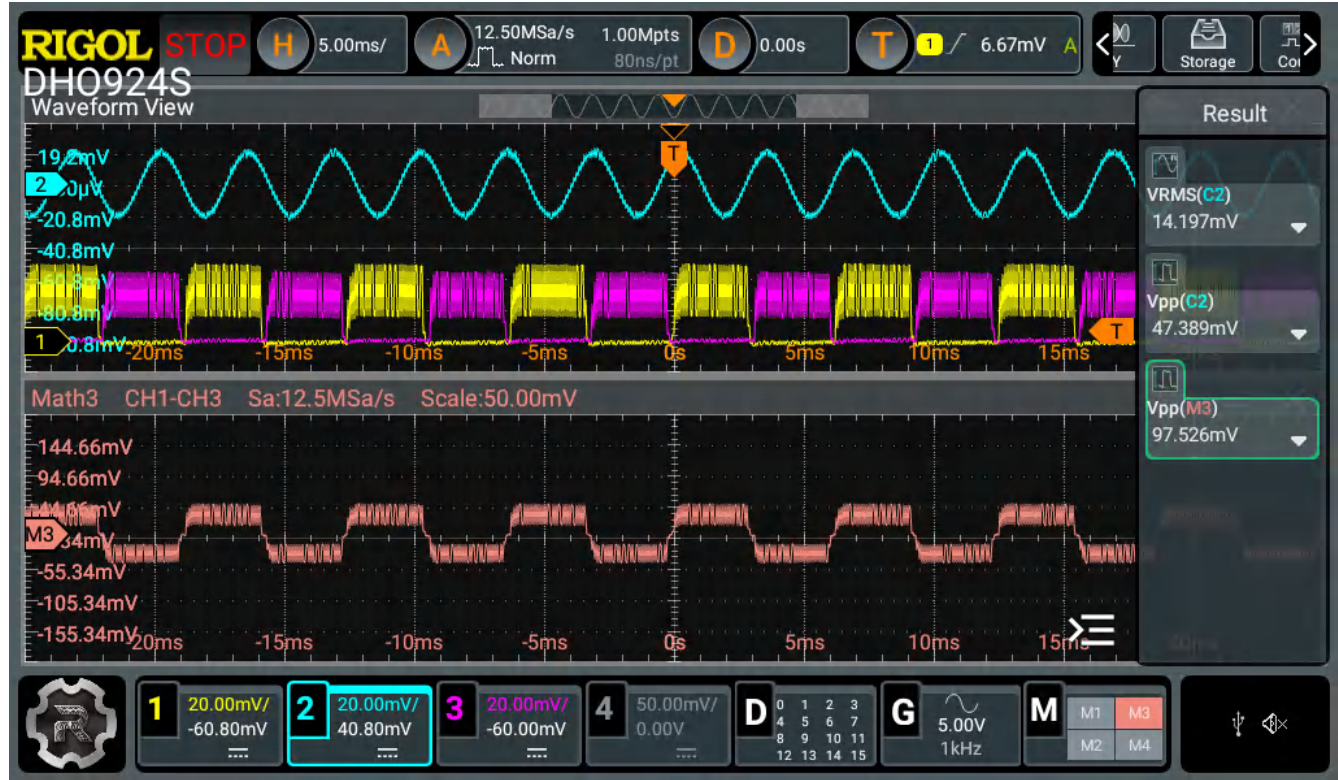 RIGOL STOP H 5.00ms/ A 12.50MSa/s 1.00Mpts D 0.00s T 1 6.67mV A Storage
Norm 80ns/pt
DHO924S
Waveform View
Result
T
19.2mV
2
-20.8mV
-40.8mV
-80.8mV
1
T
-20ms -15ms -10ms -5ms 0s 5ms 10ms 15ms
VRMS(C2)
14.197mV
Vpp(C2)
47.389mV
Vpp(M3)
97.526mV
Math3 CH1-CH3 Sa:12.5MSa/s Scale:50.00mV
144.66mV
94.66mV
M3
-55.34mV
-105.34mV
-155.34mV
-20ms -15ms -10ms -5ms 0s 5ms 10ms 15ms
1 20.00mV/ 2 20.00mV/ 3 20.00mV/ 4 50.00mV/ D 0 1 2 3 G 5.00V M M1 M3
-60.80mV 40.80mV -60.00mV 0.00V 4 5 6 7 1kHz M2 M4
8 9 10 11
12 13 14 15